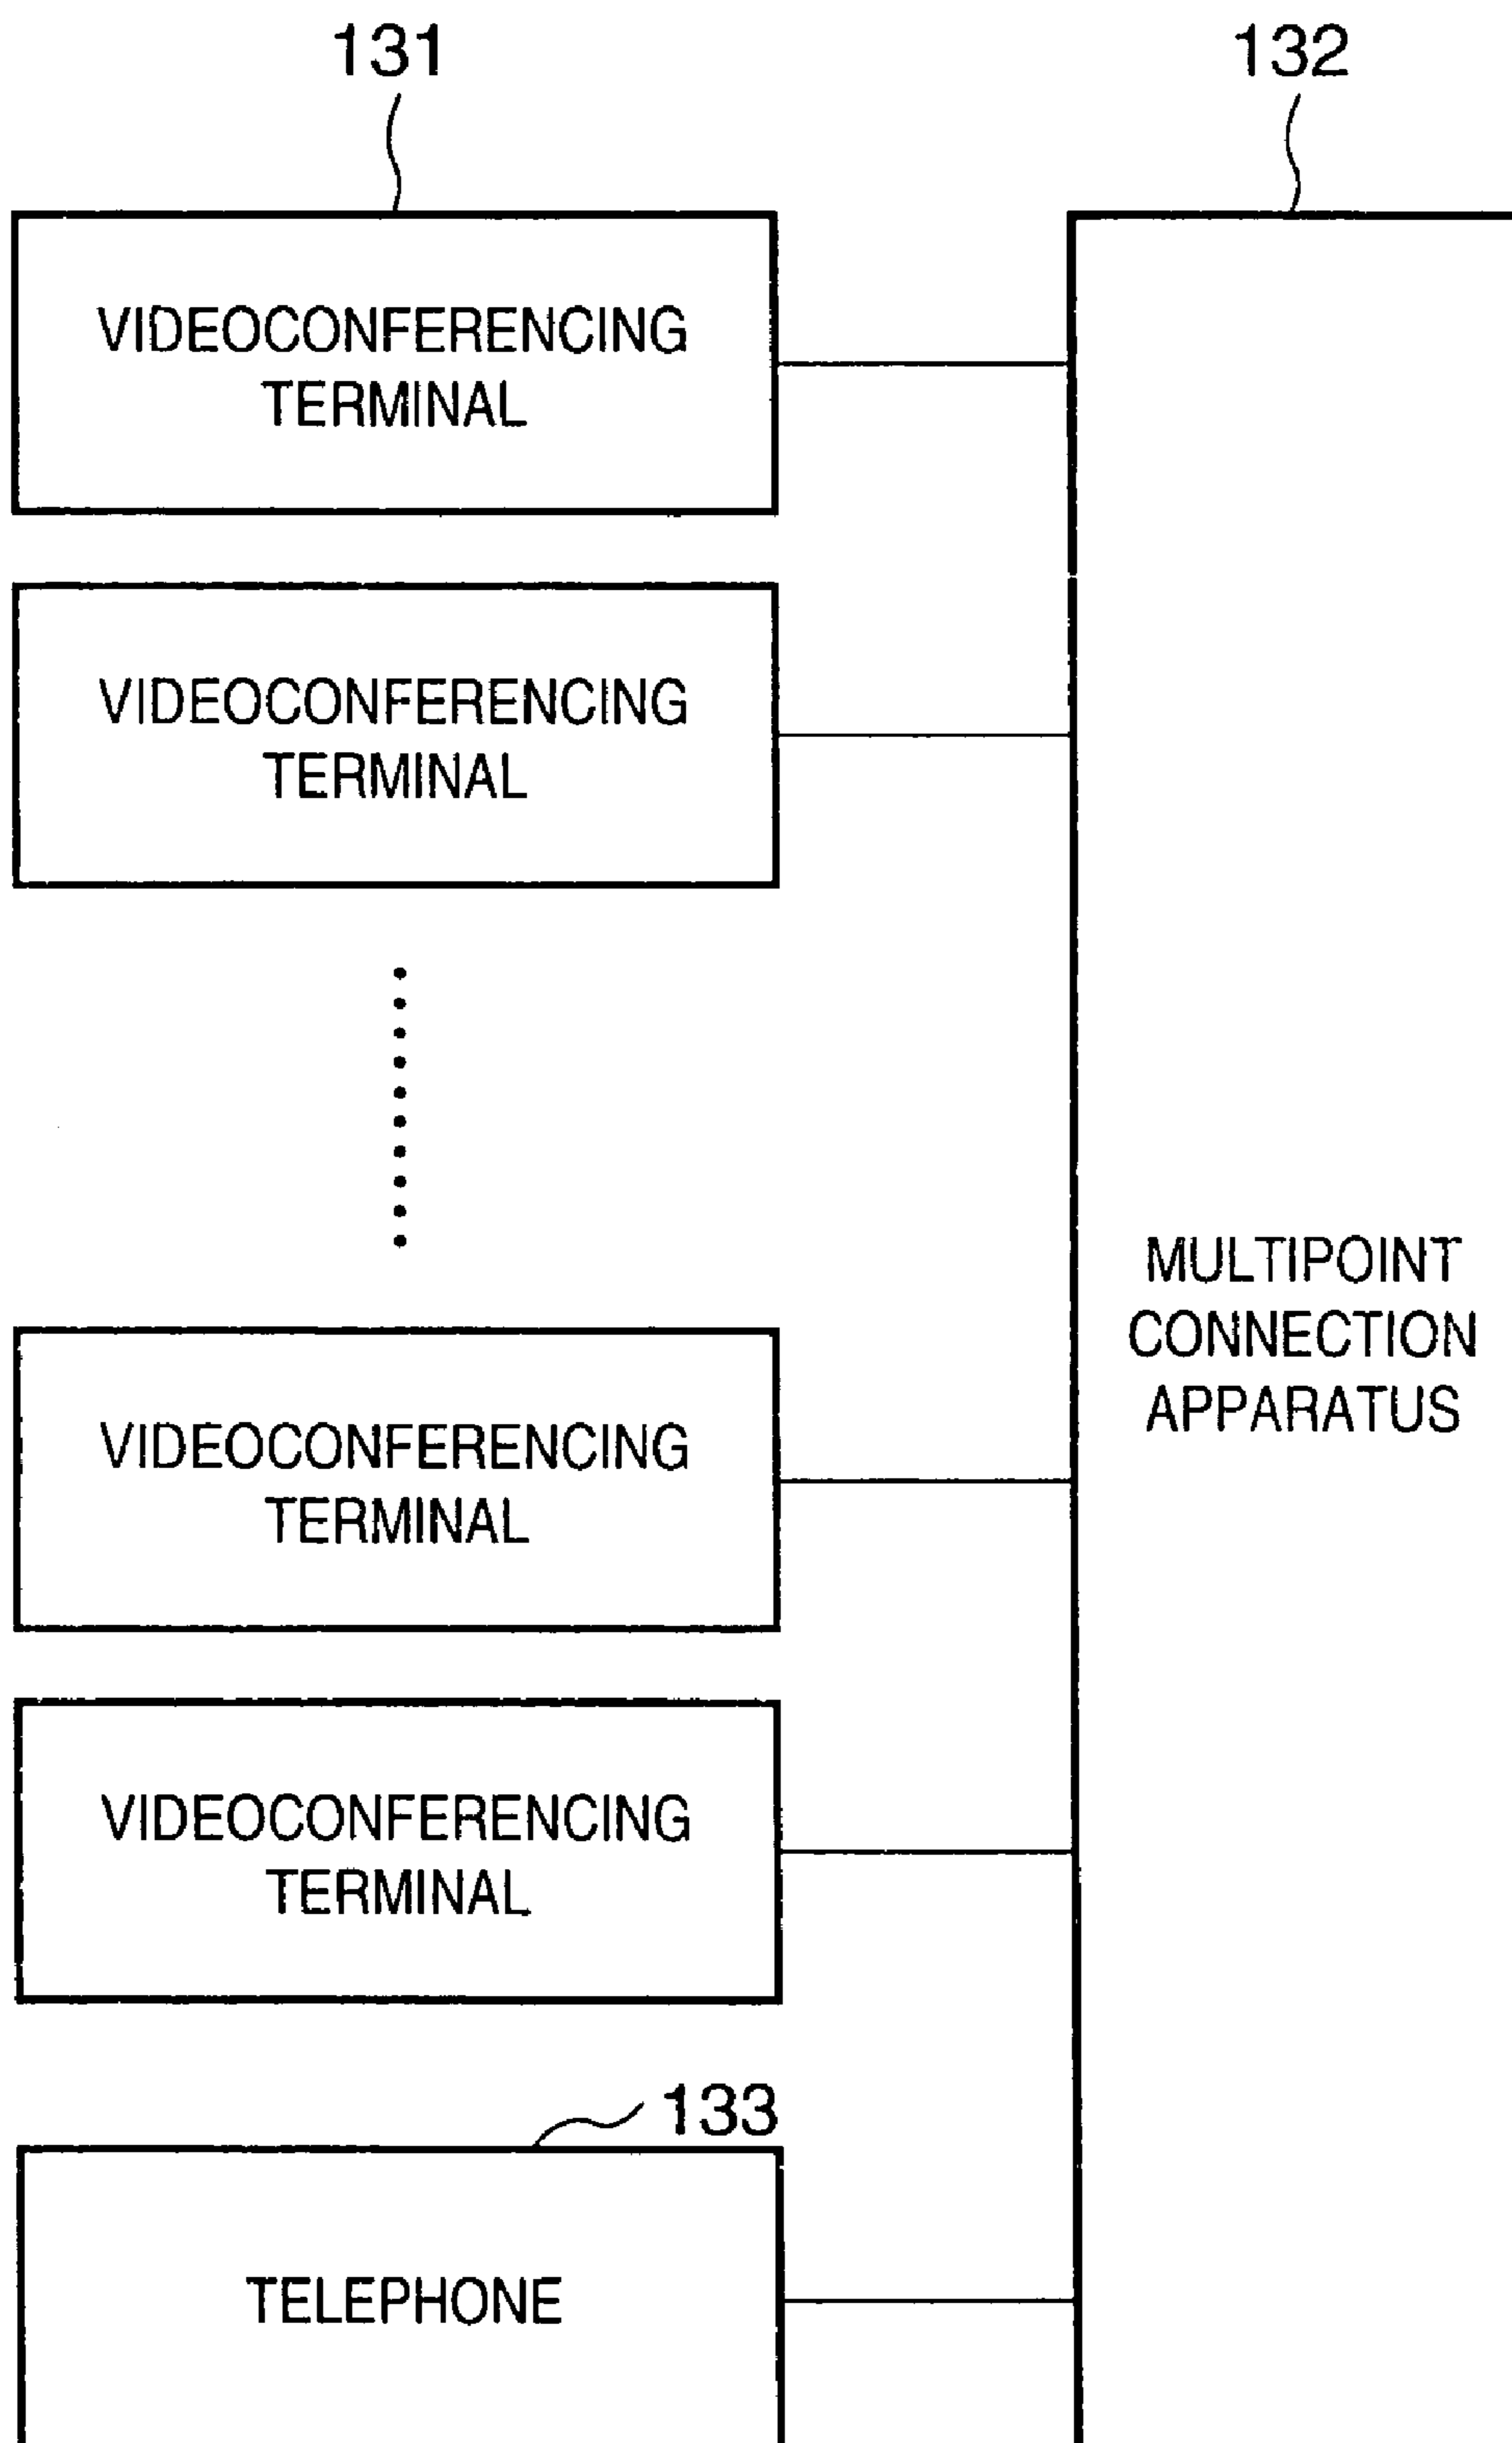 131
132
VIDEOCONFERENCING
TERMINAL
VIDEOCONFERENCING
TERMINAL
MULTIPOINT
CONNECTION
APPARATUS
VIDEOCONFERENCING
TERMINAL
VIDEOCONFERENCING
TERMINAL
133
TELEPHONE